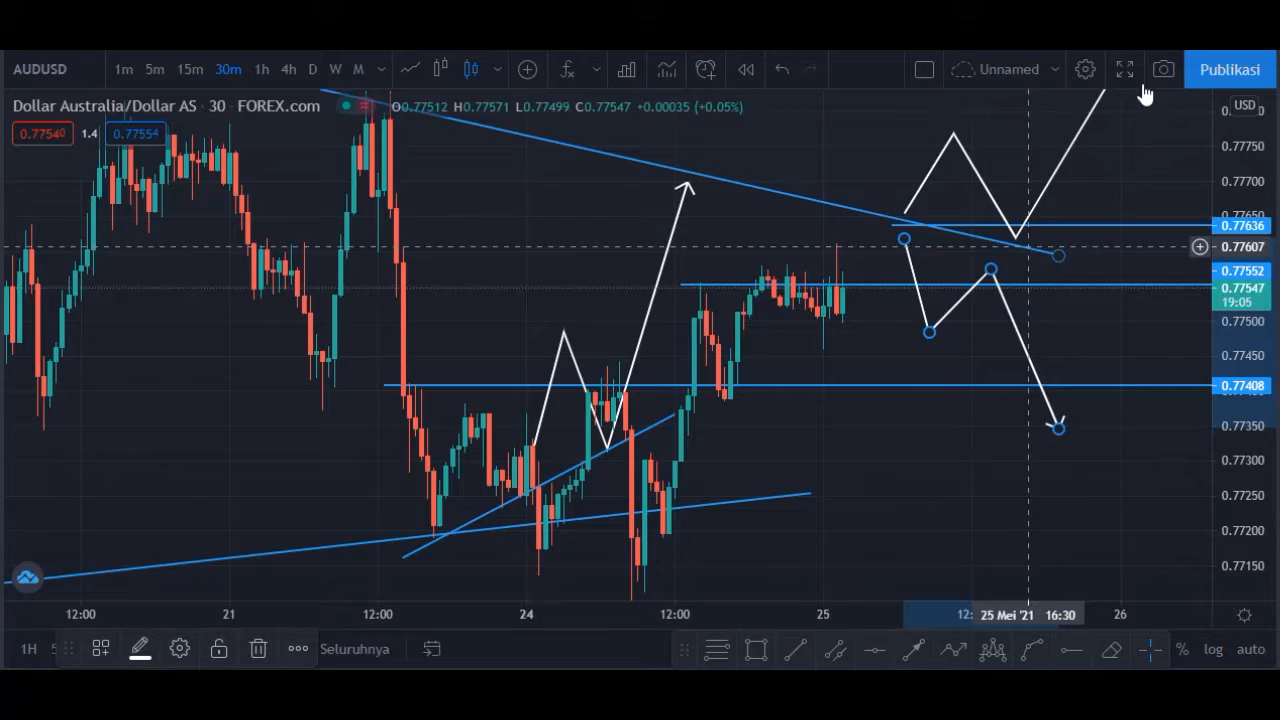 AUDUSD 1m 5m 15m 30m 1h 4h D W M Unnamed Publikasi
Dollar Australia/Dollar AS · 30 · FOREX.com O0.77512 H0.77571 L0.77499 C0.77547 +0.00035 (+0.05%)
USD
0.77540 1.4 0.77554
0.77750
0.77700
0.77636
0.77607
0.77552
0.77547
19:05
0.77500
0.77450
0.77408
0.77350
0.77300
0.77250
0.77200
0.77150
12:00 21 12:00 24 12:00 25 12: 25 Mei '21 16:30 26
1H Seluruhnya % log auto